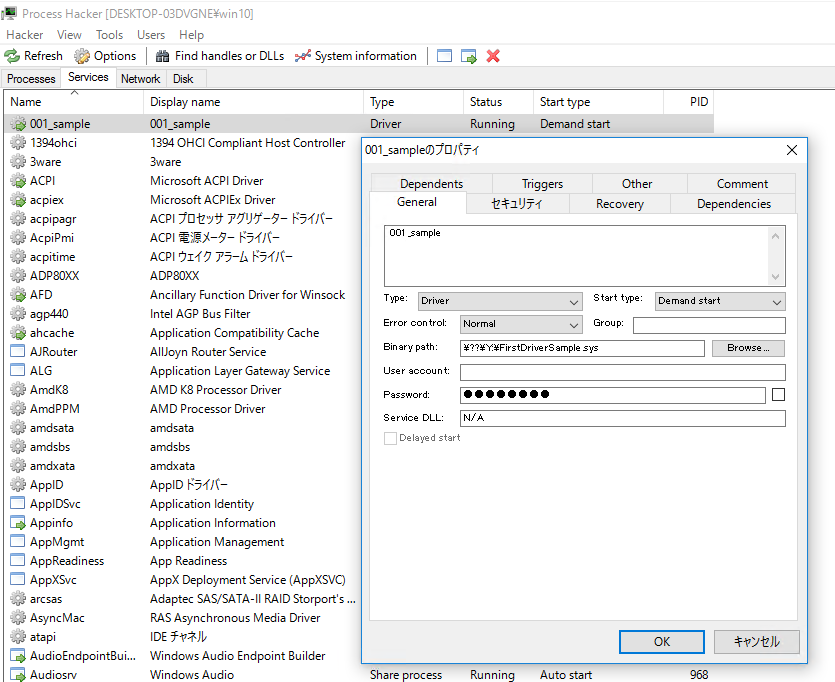 Process Hacker [DESKTOP-03DVGNE¥win10]
Hacker View Tools Users Help
Refresh Options Find handles or DLLs System information
Processes Services Network Disk
Name Display name Type Status Start type PID
001_sample 001_sample Driver Running Demand start
1394ohci 1394 OHCI Compliant Host Controller
3ware 3ware
ACPI Microsoft ACPI Driver
acpiex Microsoft ACPIEx Driver
acpipagr ACPI プロセッサ アグリゲーター ドライバー
AcpiPmi ACPI 電源メーター ドライバー
acpitime ACPI ウェイク アラーム ドライバー
ADP80XX ADP80XX
AFD Ancillary Function Driver for Winsock
agp440 Intel AGP Bus Filter
ahcache Application Compatibility Cache
AJRouter AllJoyn Router Service
ALG Application Layer Gateway Service
AmdK8 AMD K8 Processor Driver
AmdPPM AMD Processor Driver
amdsata amdsata
amdsbs amdsbs
amdxata amdxata
AppID AppID ドライバー
AppIDSvc Application Identity
Appinfo Application Information
AppMgmt Application Management
AppReadiness App Readiness
AppXSvc AppX Deployment Service (AppXSVC)
arcsas Adaptec SAS/SATA-II RAID Storport's ...
AsyncMac RAS Asynchronous Media Driver
atapi IDE チャネル
AudioEndpointBui... Windows Audio Endpoint Builder
Audiosrv Windows Audio Share process Running Auto start 968
001_sampleのプロパティ
Dependents Triggers Other Comment
General セキュリティ Recovery Dependencies
001_sample
Type: Driver Start type: Demand start
Error control: Normal Group:
Binary path: ¥??¥Y:¥FirstDriverSample.sys Browse...
User account:
Password: ●●●●●●●●
Service DLL: N/A
Delayed start
OK キャンセル